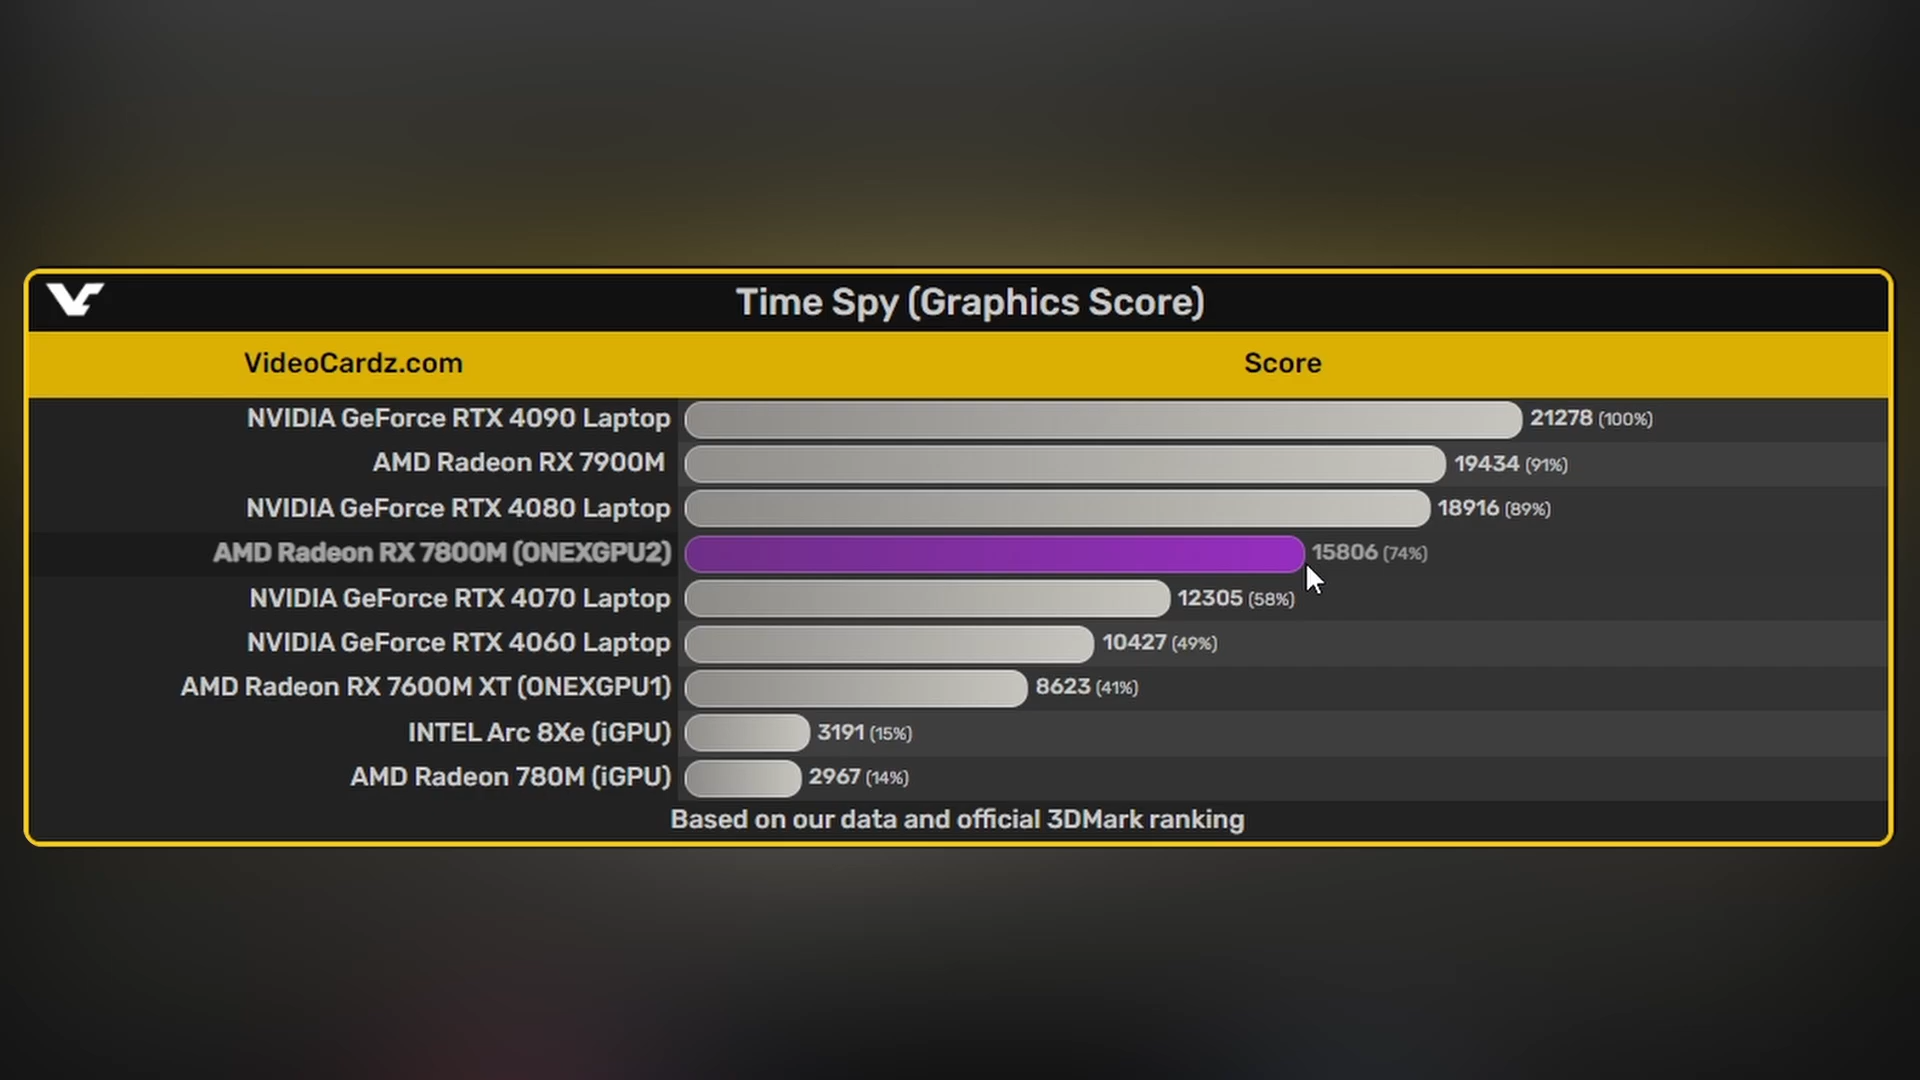 Time Spy (Graphics Score)
VideoCardz.com Score
NVIDIA GeForce RTX 4090 Laptop 21278 (100%)
AMD Radeon RX 7900M 19434 (91%)
NVIDIA GeForce RTX 4080 Laptop 18916 (89%)
AMD Radeon RX 7800M (ONEXGPU2) 15806 (74%)
NVIDIA GeForce RTX 4070 Laptop 12305 (58%)
NVIDIA GeForce RTX 4060 Laptop 10427 (49%)
AMD Radeon RX 7600M XT (ONEXGPU1) 8623 (41%)
INTEL Arc 8Xe (iGPU) 3191 (15%)
AMD Radeon 780M (iGPU) 2967 (14%)
Based on our data and official 3DMark ranking